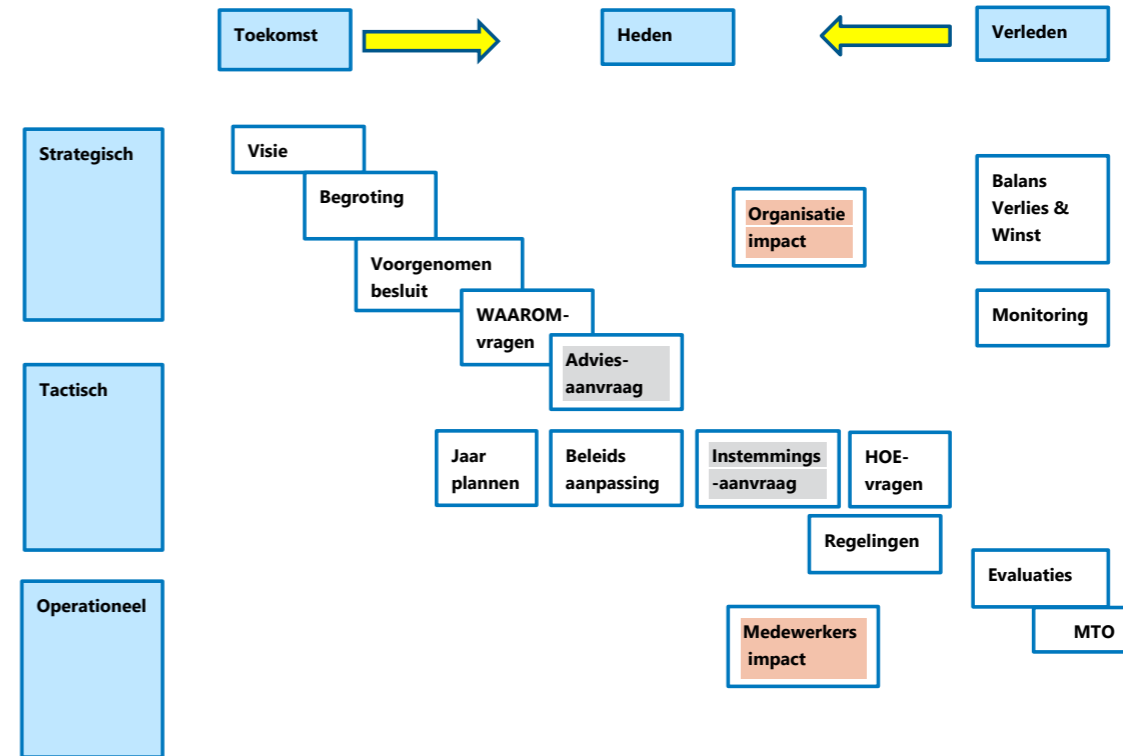 Toekomst
Heden
Verleden
Strategisch
Visie
Begroting
Voorgenomen
besluit
WAAROM-
vragen
Advies-
aanvraag
Organisatie
impact
Balans
Verlies &
Winst
Monitoring
Tactisch
Jaar
plannen
Beleids
aanpassing
Instemmings
-aanvraag
HOE-
vragen
Regelingen
Evaluaties
MTO
Operationeel
Medewerkers
impact